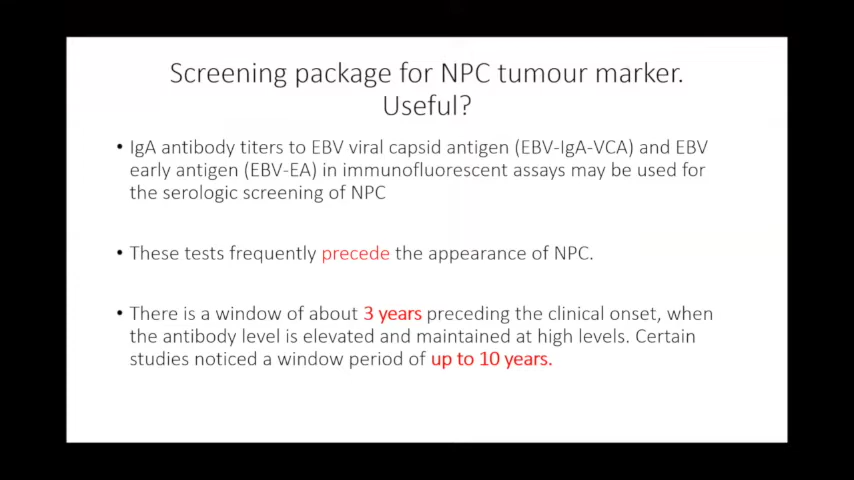 Screening package for NPC tumour marker.
Useful?
• IgA antibody titers to EBV viral capsid antigen (EBV-IgA-VCA) and EBV
early antigen (EBV-EA) in immunofluorescent assays may be used for
the serologic screening of NPC
• These tests frequently precede the appearance of NPC.
• There is a window of about 3 years preceding the clinical onset, when
the antibody level is elevated and maintained at high levels. Certain
studies noticed a window period of up to 10 years.